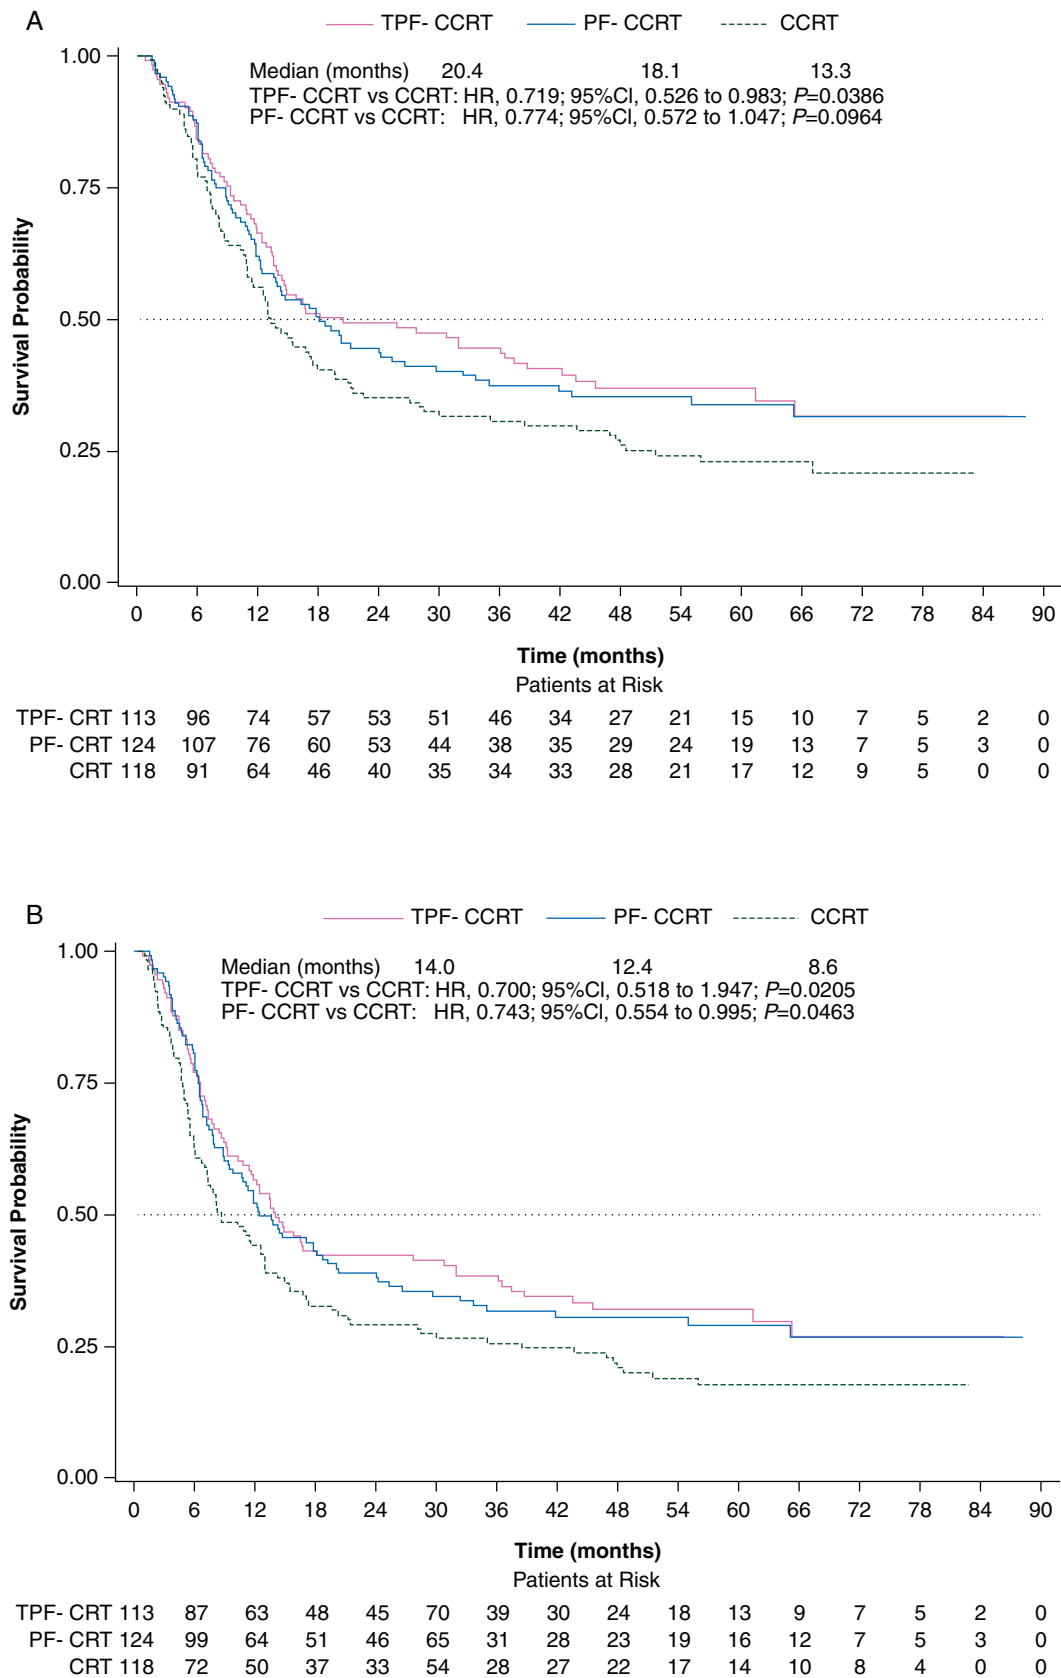 A
TPF- CCRT PF- CCRT CCRT
Median (months) 20.4 18.1 13.3
TPF- CCRT vs CCRT: HR, 0.719; 95%CI, 0.526 to 0.983; P=0.0386
PF- CCRT vs CCRT: HR, 0.774; 95%CI, 0.572 to 1.047; P=0.0964
1.00
0.75
0.50
0.25
0.00
Survival Probability
0 6 12 18 24 30 36 42 48 54 60 66 72 78 84 90
Time (months)
Patients at Risk
TPF- CRT 113 96 74 57 53 51 46 34 27 21 15 10 7 5 2 0
PF- CRT 124 107 76 60 53 44 38 35 29 24 19 13 7 5 3 0
CRT 118 91 64 46 40 35 34 33 28 21 17 12 9 5 0 0
B
TPF- CCRT PF- CCRT CCRT
Median (months) 14.0 12.4 8.6
TPF- CCRT vs CCRT: HR, 0.700; 95%CI, 0.518 to 1.947; P=0.0205
PF- CCRT vs CCRT: HR, 0.743; 95%CI, 0.554 to 0.995; P=0.0463
1.00
0.75
0.50
0.25
0.00
Survival Probability
0 6 12 18 24 30 36 42 48 54 60 66 72 78 84 90
Time (months)
Patients at Risk
TPF- CRT 113 87 63 48 45 70 39 30 24 18 13 9 7 5 2 0
PF- CRT 124 99 64 51 46 65 31 28 23 19 16 12 7 5 3 0
CRT 118 72 50 37 33 54 28 27 22 17 14 10 8 4 0 0